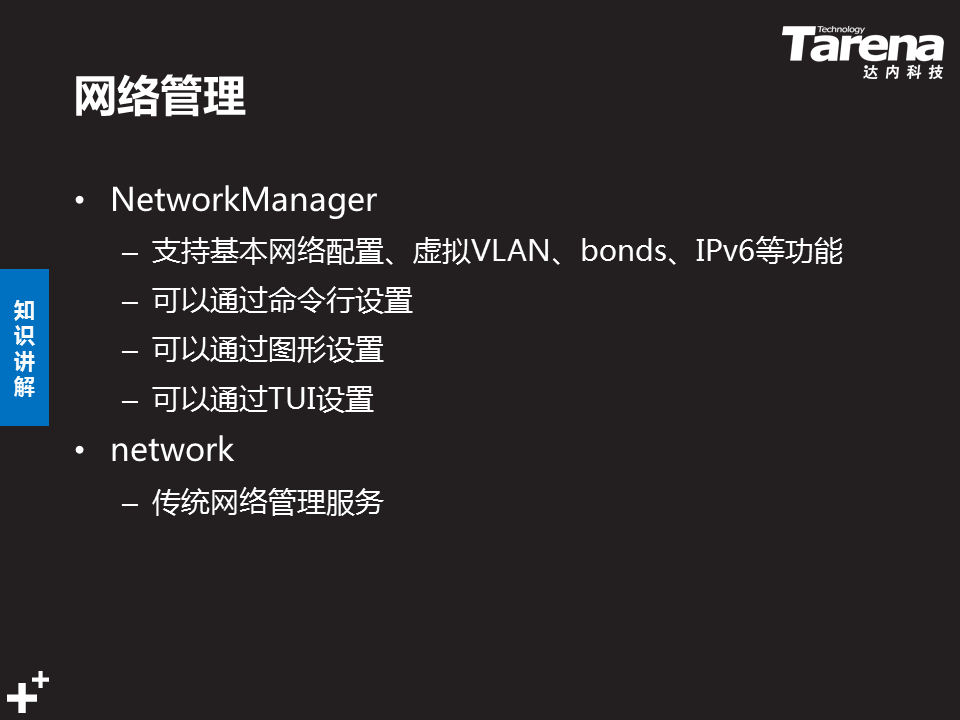 Technology
Tarena
达内科技
网络管理
• NetworkManager
– 支持基本网络配置、虚拟VLAN、bonds、IPv6等功能
– 可以通过命令行设置
– 可以通过图形设置
– 可以通过TUI设置
• network
– 传统网络管理服务
知
识
讲
解